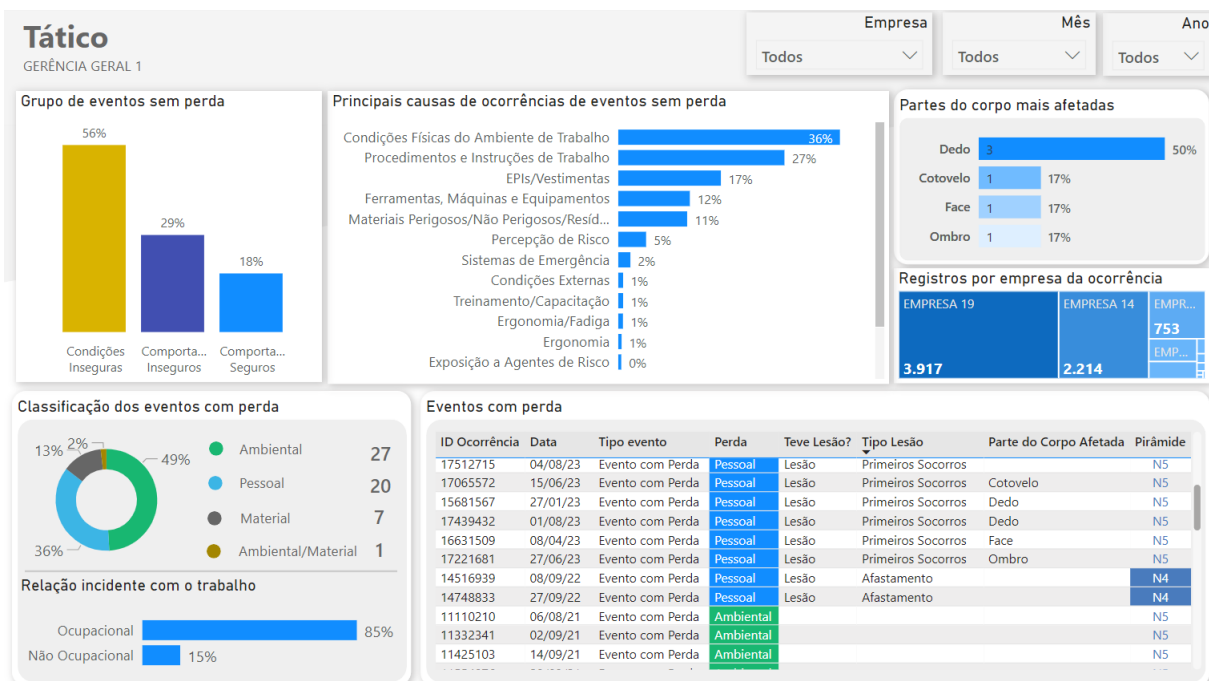 Tático
GERÊNCIA GERAL 1
Empresa
Todos
Mês
Todos
Ano
Todos
Grupo de eventos sem perda
56%
29%
18%
Condições Inseguras
Comporta... Inseguros
Comporta... Seguros
Principais causas de ocorrências de eventos sem perda
Condições Físicas do Ambiente de Trabalho 36%
Procedimentos e Instruções de Trabalho 27%
EPIs/Vestimentas 17%
Ferramentas, Máquinas e Equipamentos 12%
Materiais Perigosos/Não Perigosos/Resíd... 11%
Percepção de Risco 5%
Sistemas de Emergência 2%
Condições Externas 1%
Treinamento/Capacitação 1%
Ergonomia/Fadiga 1%
Ergonomia 1%
Exposição a Agentes de Risco 0%
Partes do corpo mais afetadas
Dedo 3 50%
Cotovelo 1 17%
Face 1 17%
Ombro 1 17%
Registros por empresa da ocorrência
EMPRESA 19
3.917
EMPRESA 14
2.214
EMPR...
753
EMP...
Classificação dos eventos com perda
13% 2% 49% 36%
Ambiental 27
Pessoal 20
Material 7
Ambiental/Material 1
Relação incidente com o trabalho
Ocupacional 85%
Não Ocupacional 15%
Eventos com perda
ID Ocorrência Data Tipo evento Perda Teve Lesão? Tipo Lesão Parte do Corpo Afetada Pirâmide
17512715 04/08/23 Evento com Perda Pessoal Lesão Primeiros Socorros N5
17065572 15/06/23 Evento com Perda Pessoal Lesão Primeiros Socorros Cotovelo N5
15681567 27/01/23 Evento com Perda Pessoal Lesão Primeiros Socorros Dedo N5
17439432 01/08/23 Evento com Perda Pessoal Lesão Primeiros Socorros Dedo N5
16631509 08/04/23 Evento com Perda Pessoal Lesão Primeiros Socorros Face N5
17221681 27/06/23 Evento com Perda Pessoal Lesão Primeiros Socorros Ombro N5
14516939 08/09/22 Evento com Perda Pessoal Lesão Afastamento N4
14748833 27/09/22 Evento com Perda Pessoal Lesão Afastamento N4
11110210 06/08/21 Evento com Perda Ambiental N5
11332341 02/09/21 Evento com Perda Ambiental N5
11425103 14/09/21 Evento com Perda Ambiental N5